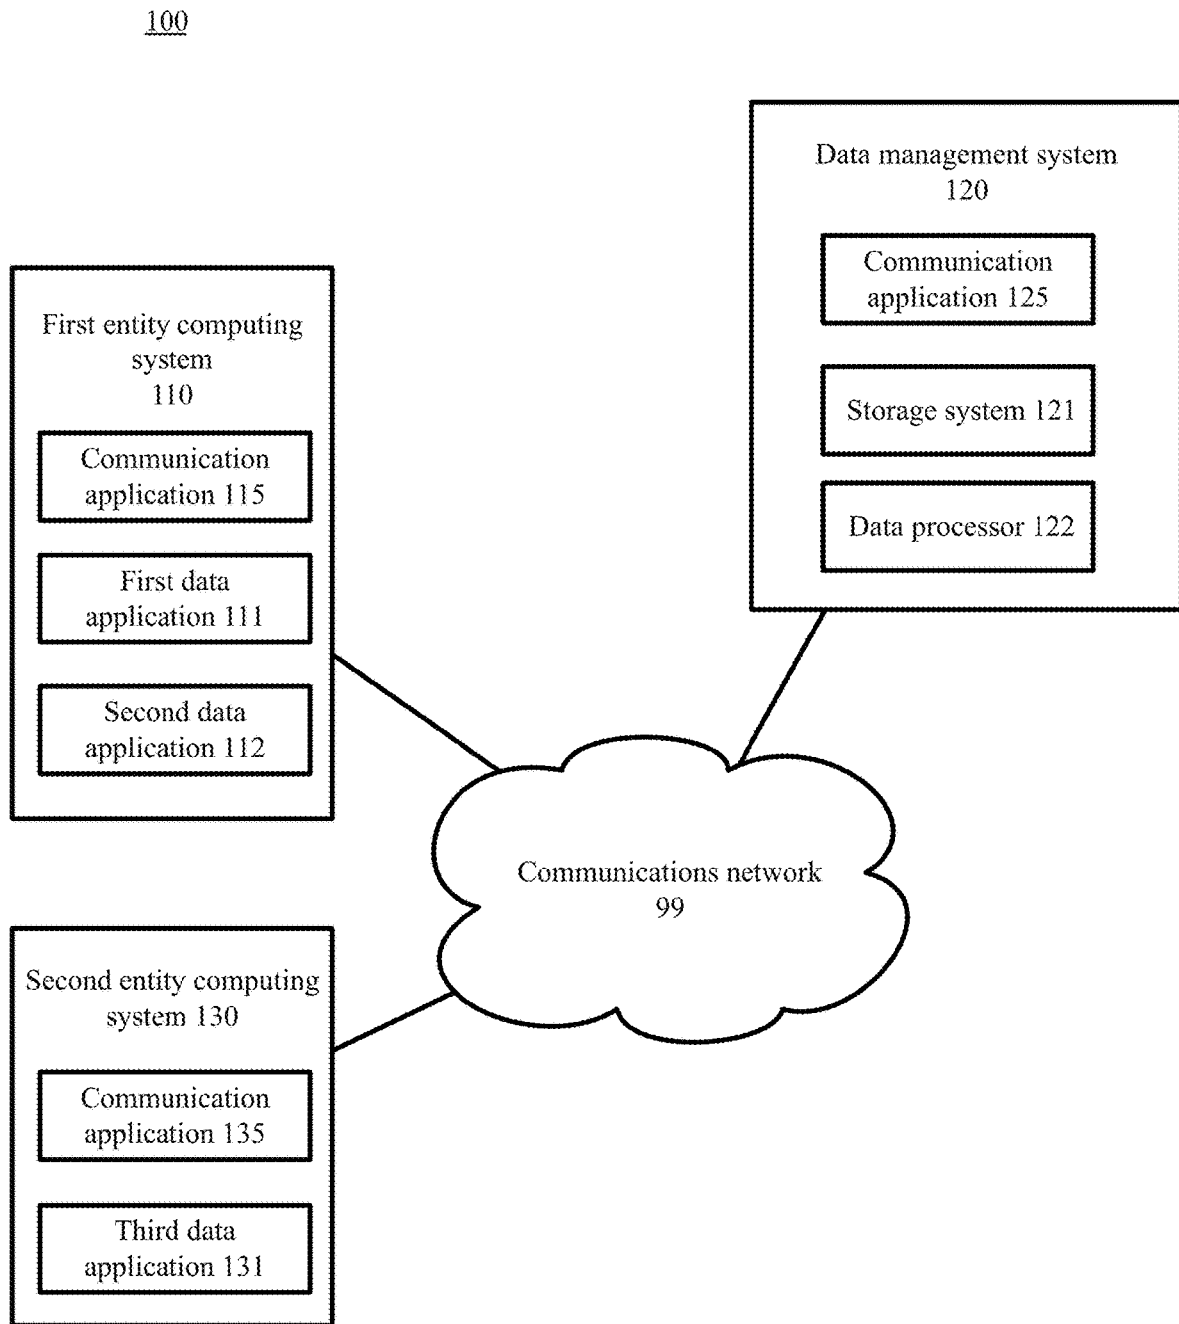 100
Data management system
120
Communication
application 125
Storage system 121
Data processor 122
First entity computing
system
110
Communication
application 115
First data
application 111
Second data
application 112
Communications network
99
Second entity computing
system 130
Communication
application 135
Third data
application 131